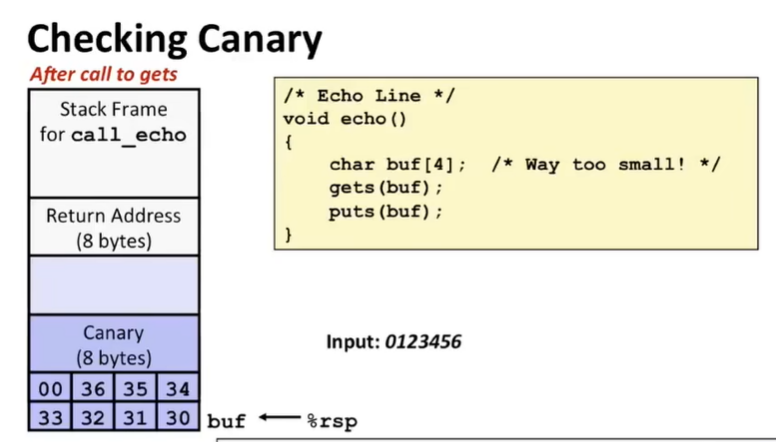 Checking Canary
After call to gets
Stack Frame
for call_echo
Return Address
(8 bytes)
Canary
(8 bytes)
00 36 35 34
33 32 31 30
buf ← %rsp
/* Echo Line */
void echo()
{
    char buf[4];  /* Way too small! */
    gets(buf);
    puts(buf);
}
Input: 0123456